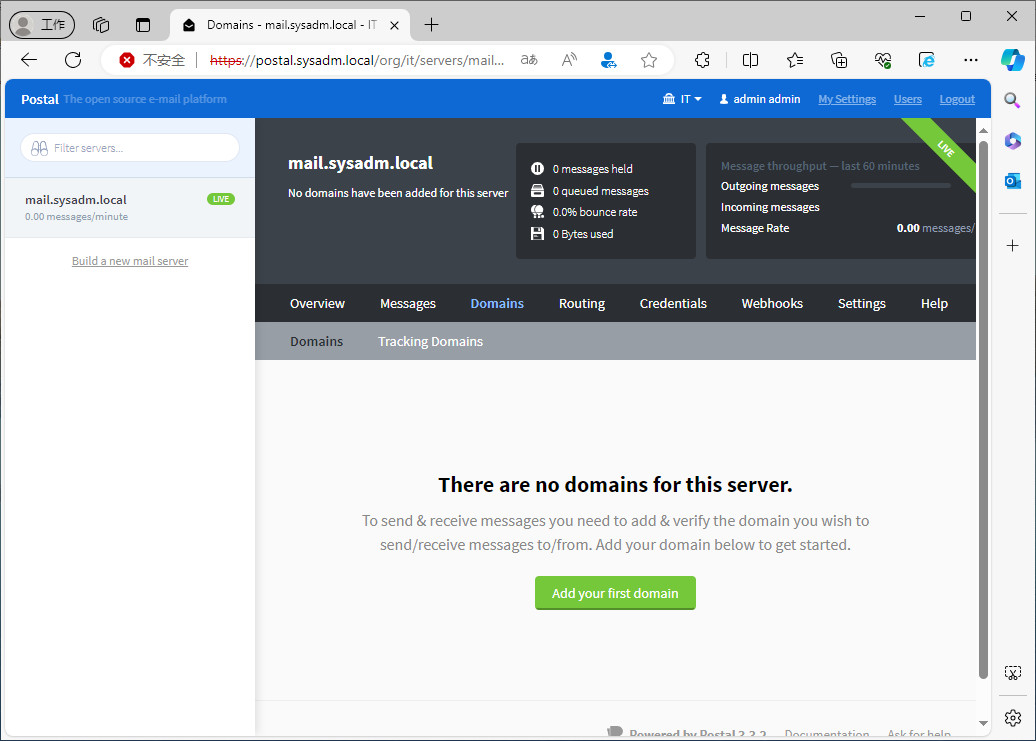 工作
Domains - mail.sysadm.local - IT
不安全
https://postal.sysadm.local/org/it/servers/mail...
Postal The open source e-mail platform
IT
admin admin
My Settings
Users
Logout
Filter servers...
mail.sysadm.local
LIVE
0.00 messages/minute
Build a new mail server
mail.sysadm.local
No domains have been added for this server
0 messages held
0 queued messages
0.0% bounce rate
0 Bytes used
Message throughput — last 60 minutes
Outgoing messages
Incoming messages
Message Rate
0.00 messages/
LIVE
Overview
Messages
Domains
Routing
Credentials
Webhooks
Settings
Help
Domains
Tracking Domains
There are no domains for this server.
To send & receive messages you need to add & verify the domain you wish to
send/receive messages to/from. Add your domain below to get started.
Add your first domain
Powered by Postal 3.3.2
Documentation
Ask for help